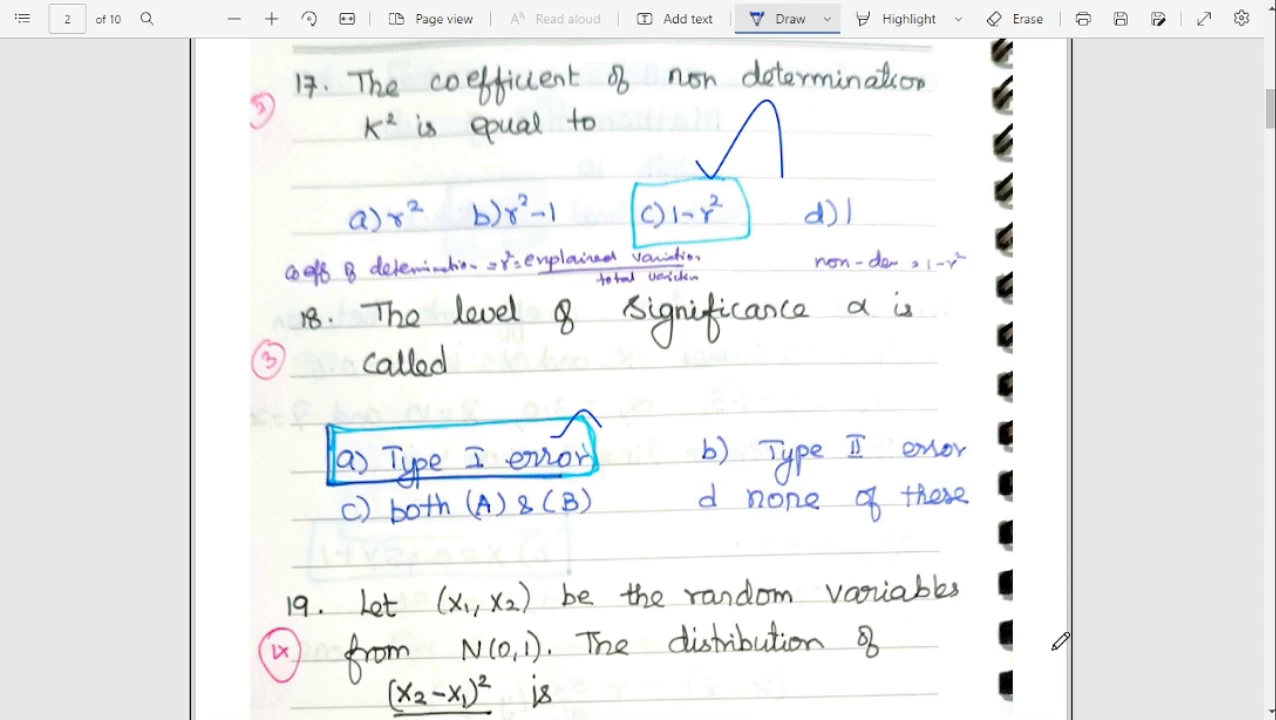 2 of 10 Page view Read aloud Add text Draw Highlight Erase
17. The coefficient of non determination
5
K² is equal to
a) r² b) r²-1 c) 1-r² d) 1
coeff of determination = r² = explained variation
total variation
non-det = 1-r²
18. The level of significance α is
3
called
a) Type I error b) Type II error
c) both (A) & (B) d none of these
19. Let (x₁, x₂) be the random variables
ix
from N(0,1). The distribution of
(x₂-x₁)² is